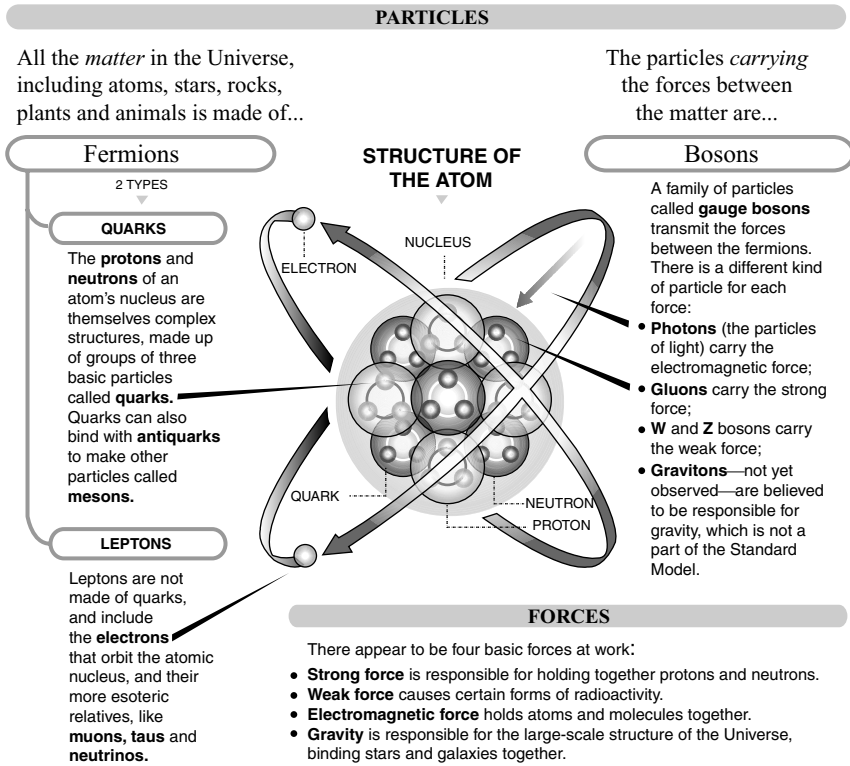 PARTICLES
All the matter in the Universe,
including atoms, stars, rocks,
plants and animals is made of...
The particles carrying
the forces between
the matter are...
Fermions
2 TYPES
QUARKS
The protons and
neutrons of an
atom's nucleus are
themselves complex
structures, made up
of groups of three
basic particles
called quarks.
Quarks can also
bind with antiquarks
to make other
particles called
mesons.
LEPTONS
Leptons are not
made of quarks,
and include
the electrons
that orbit the atomic
nucleus, and their
more esoteric
relatives, like
muons, taus and
neutrinos.
STRUCTURE OF
THE ATOM
NUCLEUS
ELECTRON
QUARK
NEUTRON
PROTON
Bosons
A family of particles
called gauge bosons
transmit the forces
between the fermions.
There is a different kind
of particle for each
force:
• Photons (the particles
of light) carry the
electromagnetic force;
• Gluons carry the strong
force;
• W and Z bosons carry
the weak force;
• Gravitons—not yet
observed—are believed
to be responsible for
gravity, which is not a
part of the Standard
Model.
FORCES
There appear to be four basic forces at work:
• Strong force is responsible for holding together protons and neutrons.
• Weak force causes certain forms of radioactivity.
• Electromagnetic force holds atoms and molecules together.
• Gravity is responsible for the large-scale structure of the Universe,
binding stars and galaxies together.